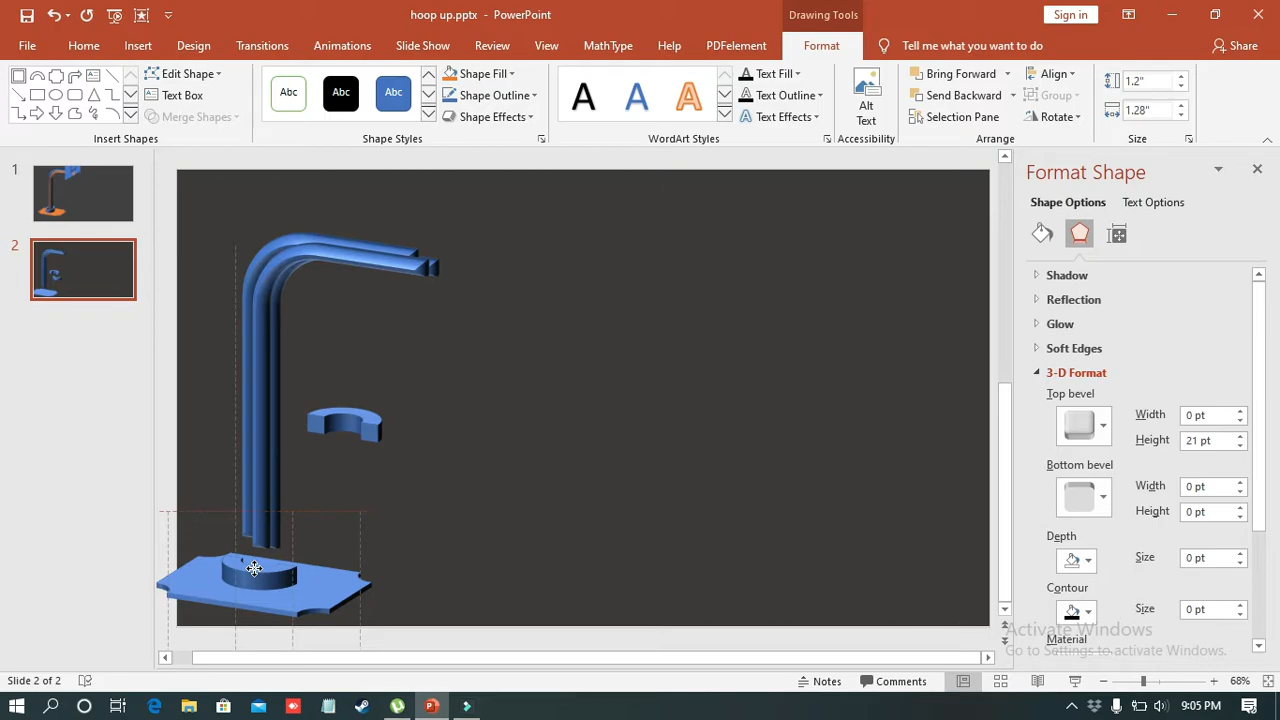 hoop up.pptx - PowerPoint
Drawing Tools
Sign in
File Home Insert Design Transitions Animations Slide Show Review View MathType Help PDFelement Format Tell me what you want to do Share
Edit Shape
Text Box
Merge Shapes
Insert Shapes
Abc Abc Abc
Shape Fill
Shape Outline
Shape Effects
Shape Styles
A A A
Text Fill
Text Outline
Text Effects
WordArt Styles
Alt
Text
Accessibility
Bring Forward
Send Backward
Selection Pane
Align
Group
Rotate
Arrange
1.2"
1.28"
Size
1
2
Format Shape
Shape Options Text Options
Shadow
Reflection
Glow
Soft Edges
3-D Format
Top bevel
Width 0 pt
Height 21 pt
Bottom bevel
Width 0 pt
Height 0 pt
Depth
Size 0 pt
Contour
Size 0 pt
Material
Activate Windows
Go to Settings to activate Windows.
Slide 2 of 2
Notes Comments 68%
9:05 PM